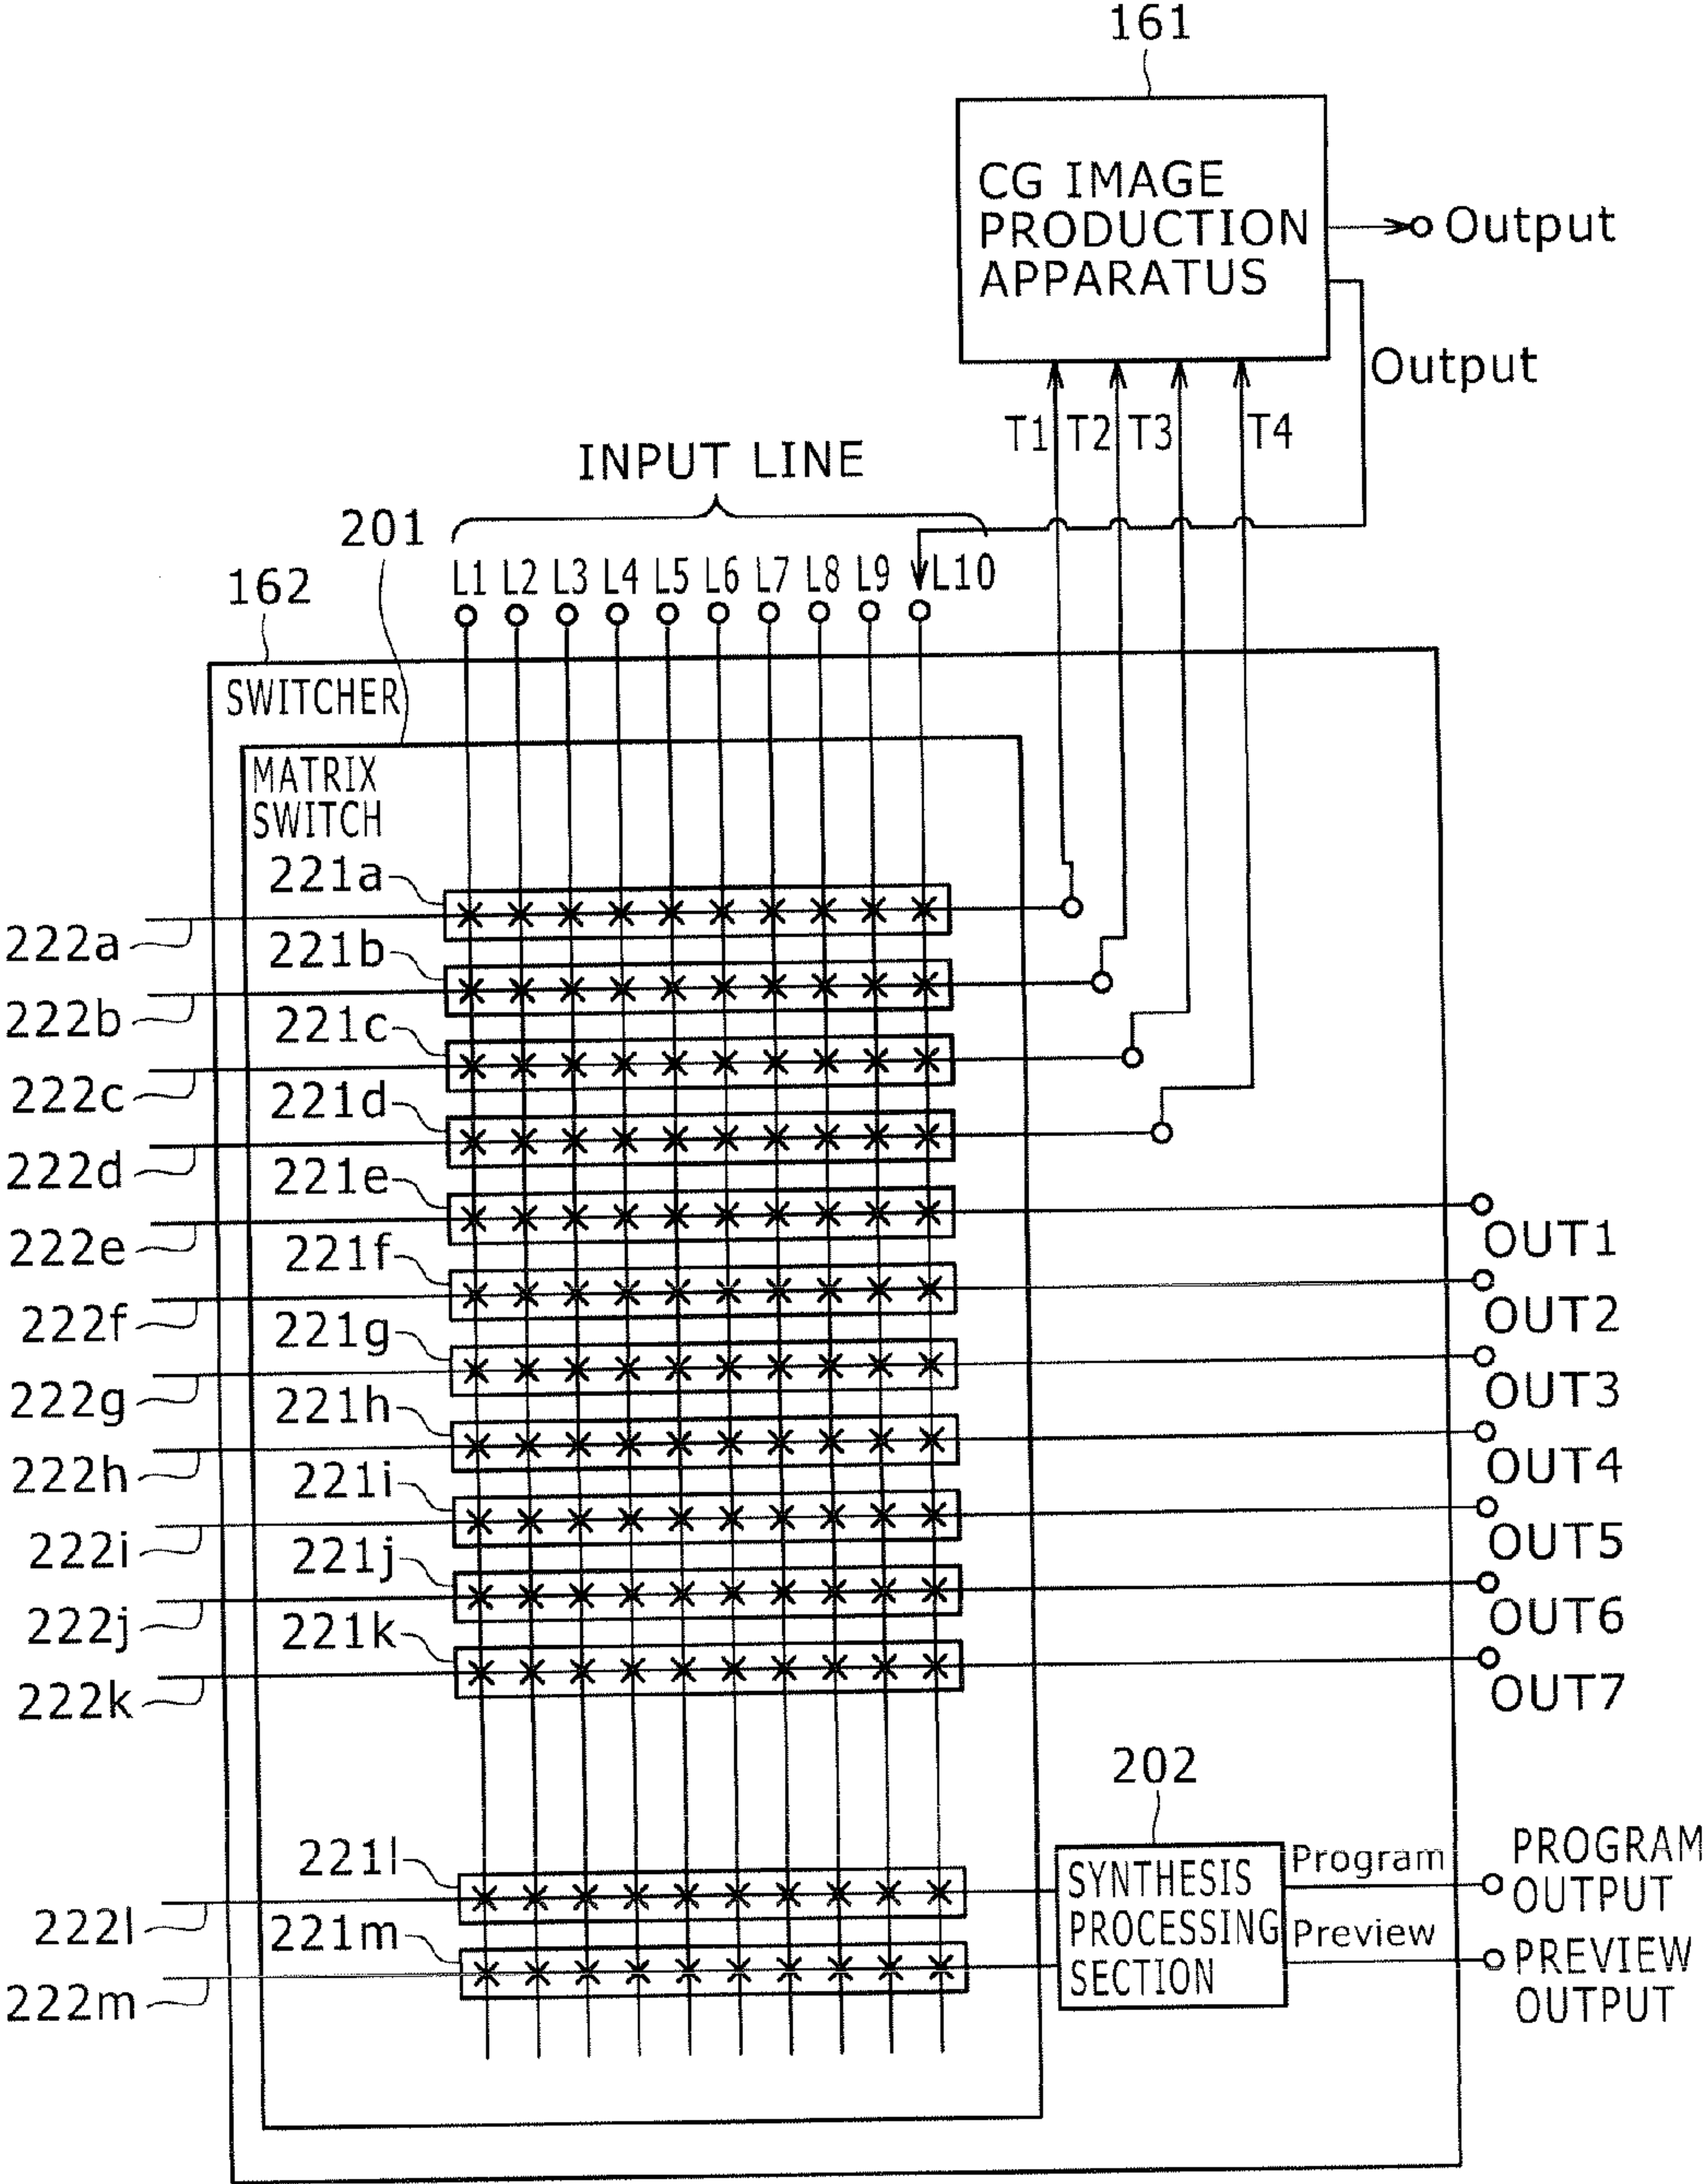 161
CG IMAGE
PRODUCTION
APPARATUS
Output
Output
T1 T2 T3 T4
INPUT LINE
201
L1 L2 L3 L4 L5 L6 L7 L8 L9 L10
162
SWITCHER
MATRIX
SWITCH
221a
222a
221b
222b
221c
222c
221d
222d
221e
222e
OUT1
221f
222f
OUT2
221g
222g
OUT3
221h
222h
OUT4
221i
222i
OUT5
221j
222j
OUT6
221k
222k
OUT7
202
221l
222l
221m
222m
SYNTHESIS
PROCESSING
SECTION
Program
Preview
PROGRAM
OUTPUT
PREVIEW
OUTPUT